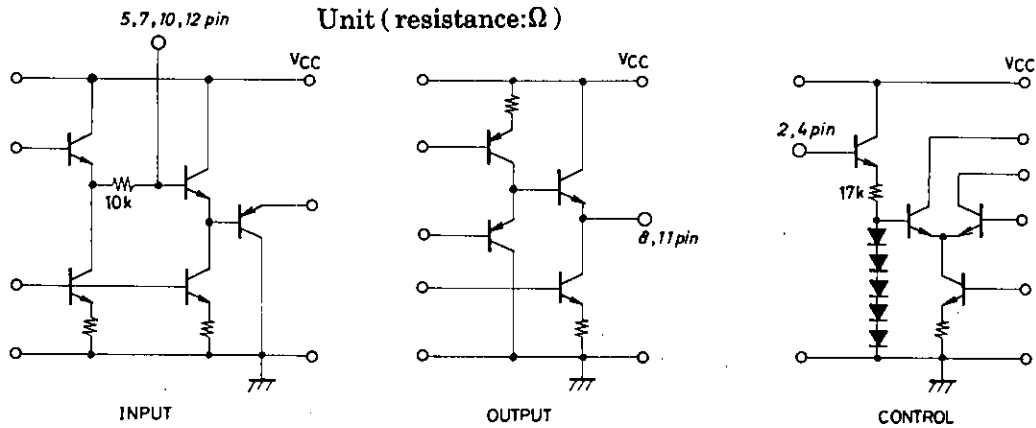 5,7,10,12 pin
Unit (resistance:Ω)
VCC
10k
INPUT
VCC
8,11 pin
OUTPUT
VCC
2,4 pin
17k
CONTROL